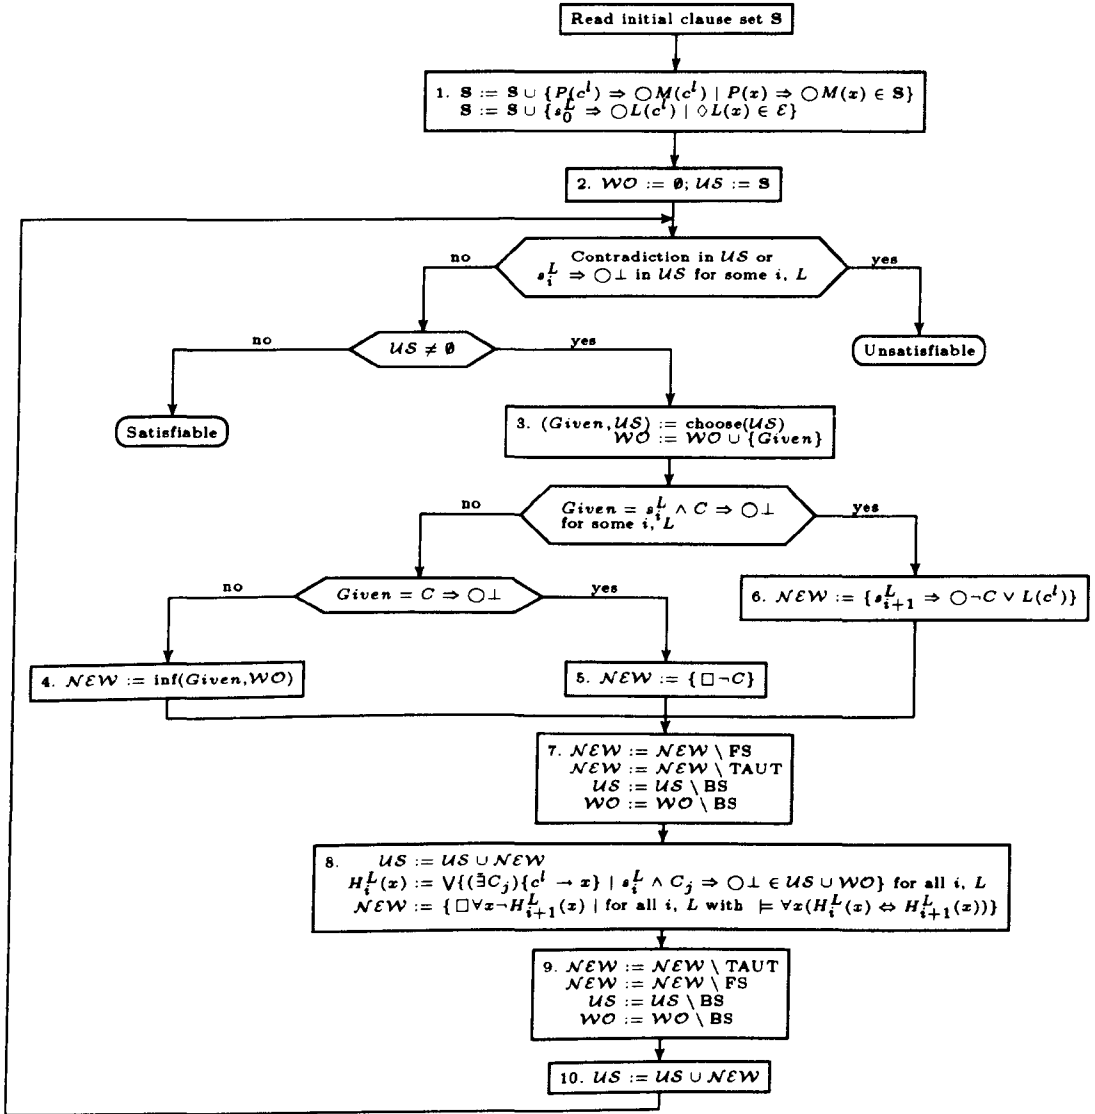 Read initial clause set S
1. S := S ∪ {P(c^l) ⇒ ○M(c^l) | P(x) ⇒ ○M(x) ∈ S}
S := S ∪ {s_0^L ⇒ ○L(c^l) | ◇L(x) ∈ ℰ}
2. 𝒲𝒪 := ∅; 𝒰𝒮 := S
no
Contradiction in 𝒰𝒮 or
s_i^L ⇒ ○⊥ in 𝒰𝒮 for some i, L
yes
no
𝒰𝒮 ≠ ∅
yes
Unsatisfiable
Satisfiable
3. (Given,𝒰𝒮) := choose(𝒰𝒮)
𝒲𝒪 := 𝒲𝒪 ∪ {Given}
no
Given = s_i^L ∧ C ⇒ ○⊥
for some i, L
yes
no
Given = C ⇒ ○⊥
yes
6. 𝒩ℰ𝒲 := {s_{i+1}^L ⇒ ○¬C ∨ L(c^l)}
4. 𝒩ℰ𝒲 := inf(Given,𝒲𝒪)
5. 𝒩ℰ𝒲 := {□¬C}
7. 𝒩ℰ𝒲 := 𝒩ℰ𝒲 \ FS
𝒩ℰ𝒲 := 𝒩ℰ𝒲 \ TAUT
𝒰𝒮 := 𝒰𝒮 \ BS
𝒲𝒪 := 𝒲𝒪 \ BS
8. 𝒰𝒮 := 𝒰𝒮 ∪ 𝒩ℰ𝒲
H_i^L(x) := ⋁{(∃̃C_j){c^l → x} | s_i^L ∧ C_j ⇒ ○⊥ ∈ 𝒰𝒮 ∪ 𝒲𝒪} for all i, L
𝒩ℰ𝒲 := {□∀x¬H_{i+1}^L(x) | for all i, L with ⊨ ∀x(H_i^L(x) ⇔ H_{i+1}^L(x))}
9. 𝒩ℰ𝒲 := 𝒩ℰ𝒲 \ TAUT
𝒩ℰ𝒲 := 𝒩ℰ𝒲 \ FS
𝒰𝒮 := 𝒰𝒮 \ BS
𝒲𝒪 := 𝒲𝒪 \ BS
10. 𝒰𝒮 := 𝒰𝒮 ∪ 𝒩ℰ𝒲